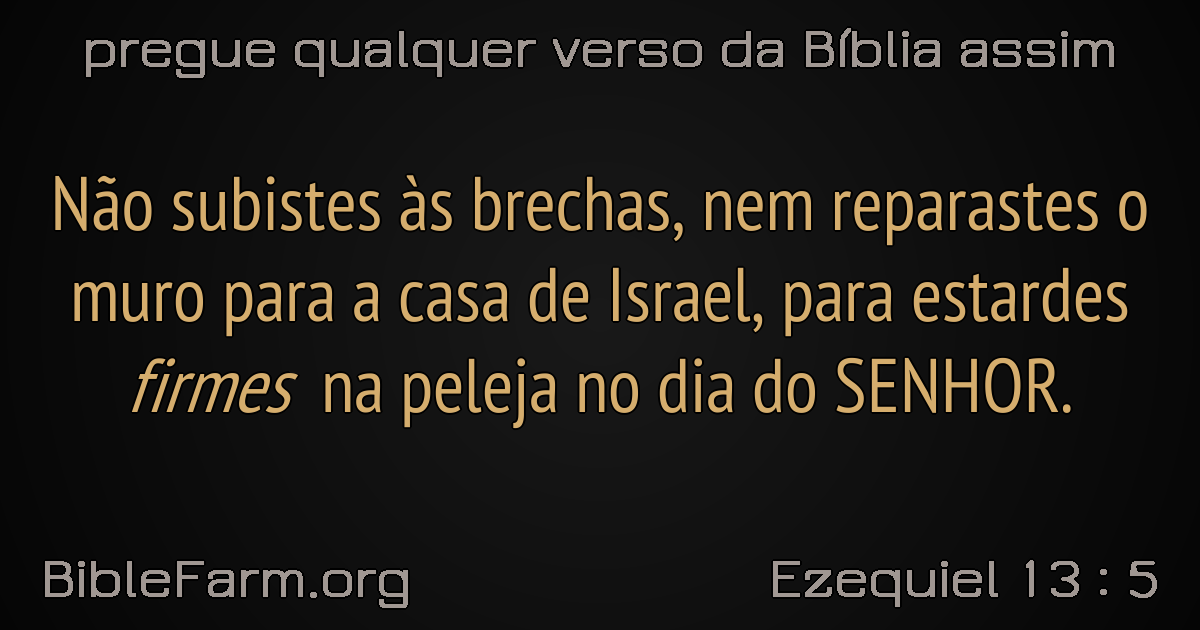 pregue qualquer verso da Bíblia assim
Não subistes às brechas, nem reparastes o
muro para a casa de Israel, para estardes
firmes na peleja no dia do SENHOR.
BibleFarm.org
Ezequiel 13 : 5